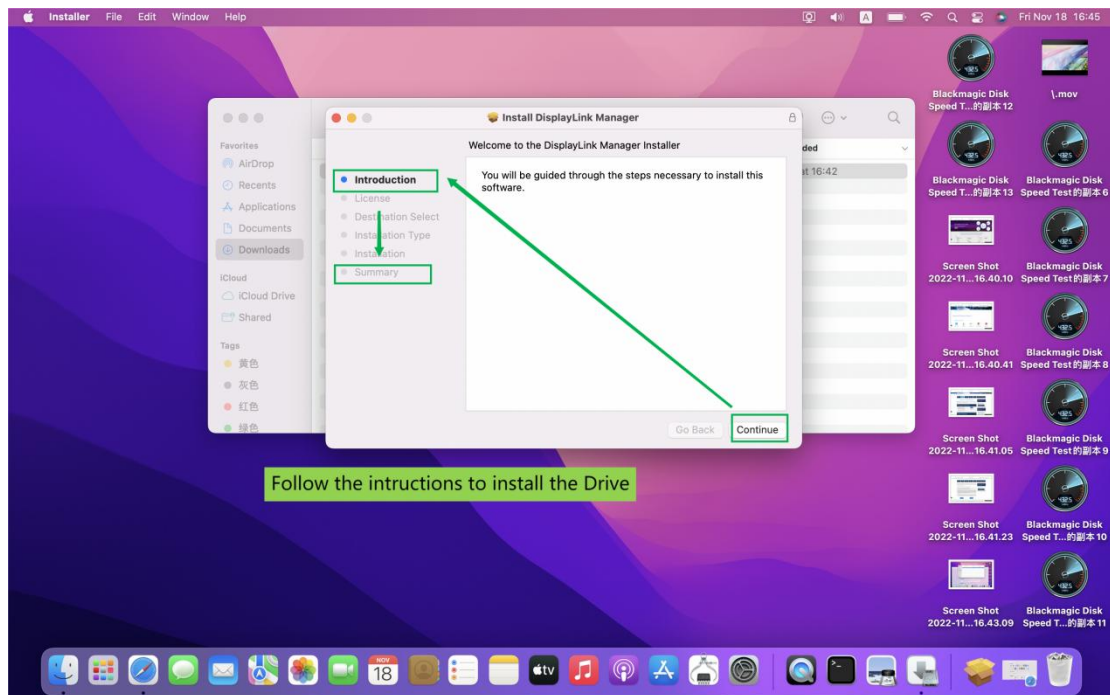 Installer File Edit Window Help
A
Fri Nov 18 16:45
Install DisplayLink Manager
Welcome to the DisplayLink Manager Installer
Introduction
License
Destination Select
Installation Type
Installation
Summary
You will be guided through the steps necessary to install this
software.
Go Back
Continue
Favorites
AirDrop
Recents
Applications
Documents
Downloads
iCloud
iCloud Drive
Shared
Tags
黄色
灰色
紅色
绿色
ded
at 16:42
Follow the intructions to install the Drive
Blackmagic Disk
Speed T...的副本 12
\.mov
Blackmagic Disk
Speed T...的副本 13
Blackmagic Disk
Speed Test的副本 6
Screen Shot
2022-11...16.40.10
Blackmagic Disk
Speed Test的副本 7
Screen Shot
2022-11...16.40.41
Blackmagic Disk
Speed Test的副本 8
Screen Shot
2022-11...16.41.05
Blackmagic Disk
Speed Test的副本 9
Screen Shot
2022-11...16.41.23
Blackmagic Disk
Speed T...的副本 10
Screen Shot
2022-11...16.43.09
Blackmagic Disk
Speed T...的副本 11
NOV
18
tv